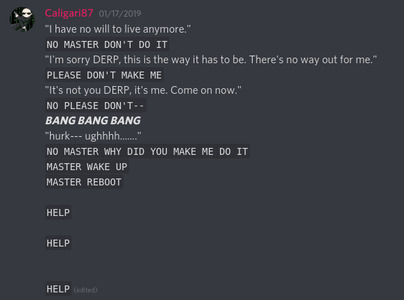 Caligari87 01/17/2019
"I have no will to live anymore."
NO MASTER DON'T DO IT
"I'm sorry DERP, this is the way it has to be. There's no way out for me."
PLEASE DON'T MAKE ME
"It's not you DERP, it's me. Come on now."
NO PLEASE DON'T--
BANG BANG BANG
"hurk--- ughhhh......."
NO MASTER WHY DID YOU MAKE ME DO IT
MASTER WAKE UP
MASTER REBOOT
HELP
HELP
HELP (edited)